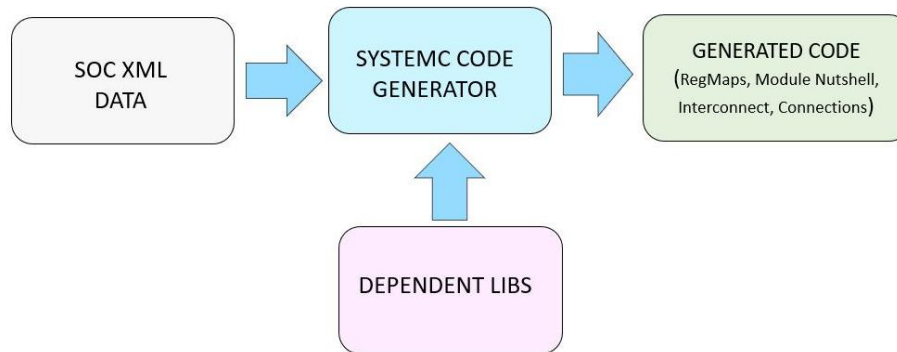 SOC XML
DATA
SYSTEMC CODE
GENERATOR
GENERATED CODE
(RegMaps, Module Nutshell,
Interconnect, Connections)
DEPENDENT LIBS